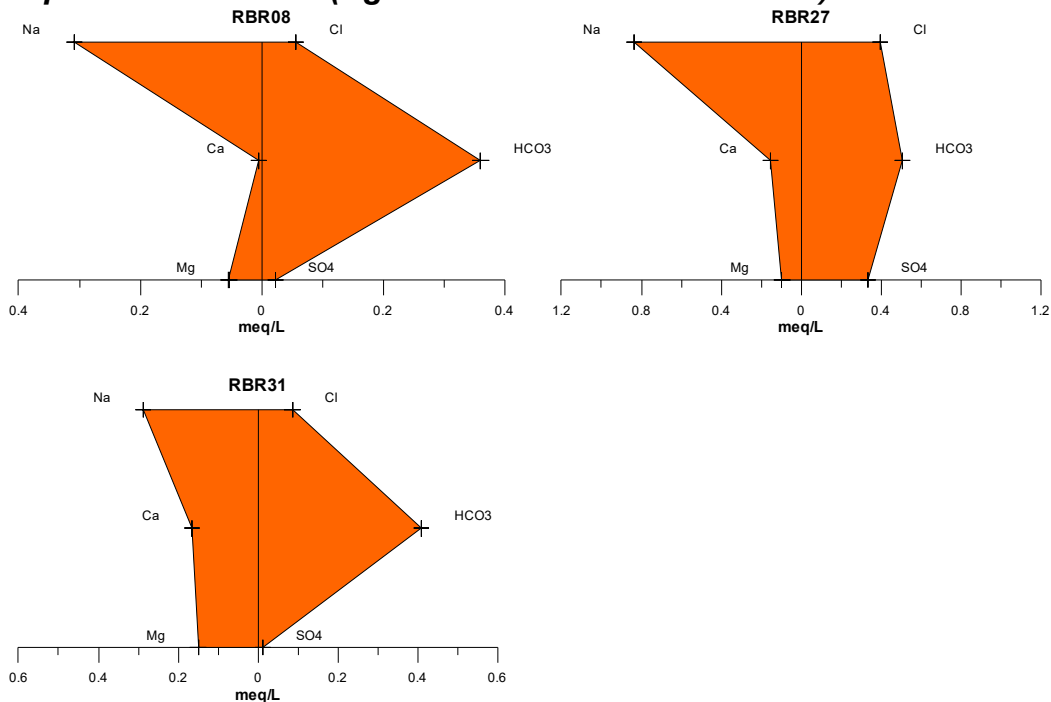 RBR08
Na Cl
Ca HCO3
Mg SO4
0.4 0.2 0 0.2 0.4
meq/L
RBR27
Na Cl
Ca HCO3
Mg SO4
1.2 0.8 0.4 0 0.4 0.8 1.2
meq/L
RBR31
Na Cl
Ca HCO3
Mg SO4
0.6 0.4 0.2 0 0.2 0.4 0.6
meq/L